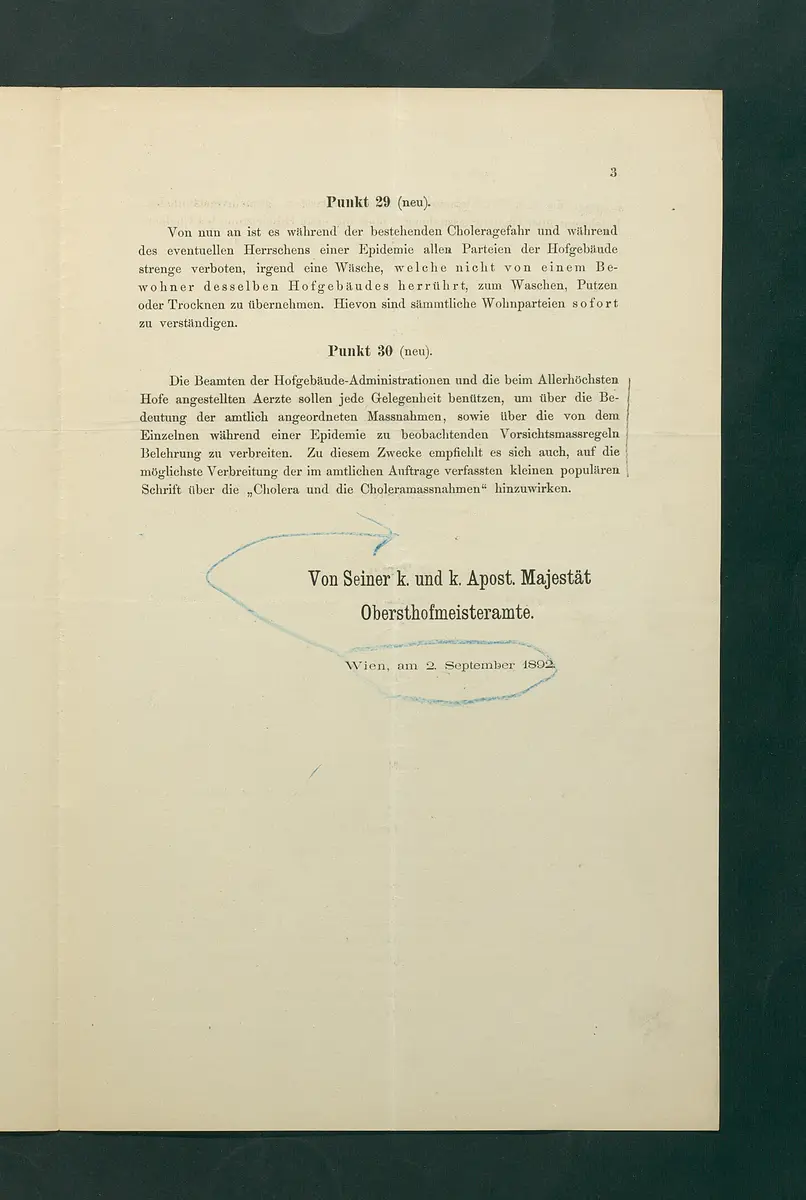 3
Punkt 29 (neu).
Von nun an ist es während der bestehenden Choleragefahr und während
des eventuellen Herrschens einer Epidemie allen Parteien der Hofgebäude
strenge verboten, irgend eine Wäsche, welche nicht von einem Be-
wohner desselben Hofgebäudes herrührt, zum Waschen, Putzen
oder Trocknen zu übernehmen. Hievon sind sämmtliche Wohnparteien sofort
zu verständigen.
Punkt 30 (neu).
Die Beamten der Hofgebäude-Administrationen und die beim Allerhöchsten
Hofe angestellten Aerzte sollen jede Gelegenheit benützen, um über die Be-
deutung der amtlich angeordneten Massnahmen, sowie über die von dem
Einzelnen während einer Epidemie zu beobachtenden Vorsichtsmassregeln
Belehrung zu verbreiten. Zu diesem Zwecke empfiehlt es sich auch, auf die
möglichste Verbreitung der im amtlichen Auftrage verfassten kleinen populären
Schrift über die „Cholera und die Choleramassnahmen“ hinzuwirken.
Von Seiner k. und k. Apost. Majestät
Obersthofmeisteramte.
Wien, am 2. September 1892.